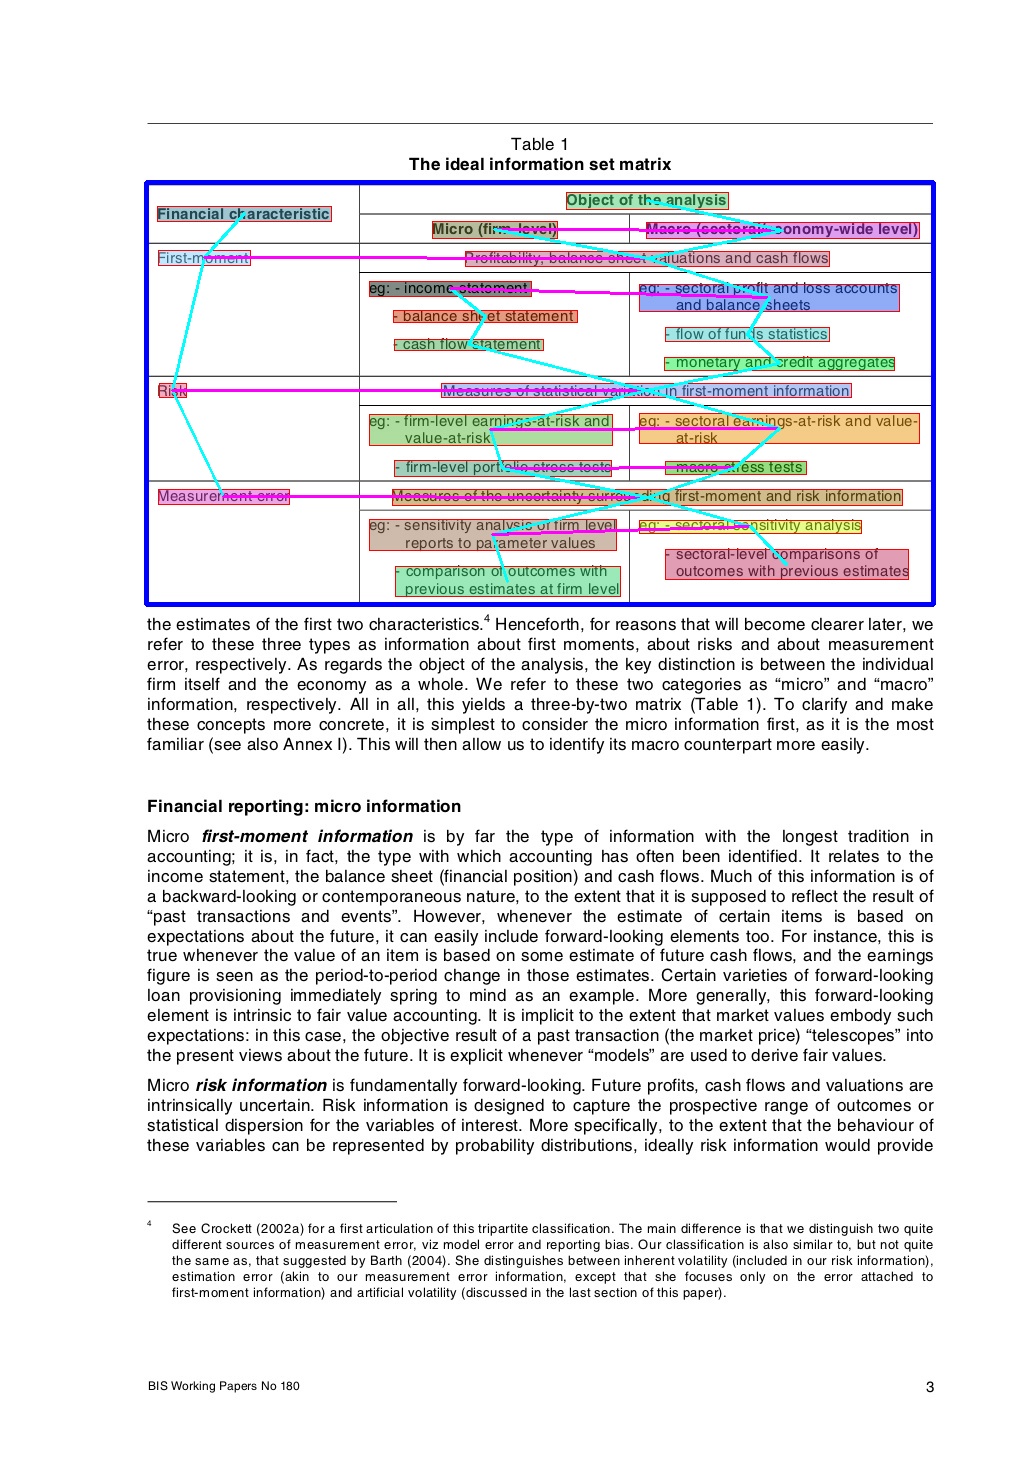 Table 1
The ideal information set matrix
Financial characteristic
Object of the analysis
Micro (firm-level)
Macro (sectoral/economy-wide level)
First-moment
Profitability, balance sheet valuations and cash flows
eg: - income statement
- balance sheet statement
- cash flow statement
eg: - sectoral profit and loss accounts
and balance sheets
- flow of funds statistics
- monetary and credit aggregates
Risk
Measures of statistical variation in first-moment information
eg: - firm-level earnings-at-risk and
value-at-risk
- firm-level portfolio stress tests
eg: - sectoral earnings-at-risk and value-
at-risk
- macro stress tests
Measurement error
Measures of the uncertainty surrounding first-moment and risk information
eg: - sensitivity analysis of firm level
reports to parameter values
- comparison of outcomes with
previous estimates at firm level
eg: - sectoral sensitivity analysis
- sectoral-level comparisons of
outcomes with previous estimates
the estimates of the first two characteristics.4 Henceforth, for reasons that will become clearer later, we
refer to these three types as information about first moments, about risks and about measurement
error, respectively. As regards the object of the analysis, the key distinction is between the individual
firm itself and the economy as a whole. We refer to these two categories as “micro” and “macro”
information, respectively. All in all, this yields a three-by-two matrix (Table 1). To clarify and make
these concepts more concrete, it is simplest to consider the micro information first, as it is the most
familiar (see also Annex I). This will then allow us to identify its macro counterpart more easily.
Financial reporting: micro information
Micro first-moment information is by far the type of information with the longest tradition in
accounting; it is, in fact, the type with which accounting has often been identified. It relates to the
income statement, the balance sheet (financial position) and cash flows. Much of this information is of
a backward-looking or contemporaneous nature, to the extent that it is supposed to reflect the result of
“past transactions and events”. However, whenever the estimate of certain items is based on
expectations about the future, it can easily include forward-looking elements too. For instance, this is
true whenever the value of an item is based on some estimate of future cash flows, and the earnings
figure is seen as the period-to-period change in those estimates. Certain varieties of forward-looking
loan provisioning immediately spring to mind as an example. More generally, this forward-looking
element is intrinsic to fair value accounting. It is implicit to the extent that market values embody such
expectations: in this case, the objective result of a past transaction (the market price) “telescopes” into
the present views about the future. It is explicit whenever “models” are used to derive fair values.
Micro risk information is fundamentally forward-looking. Future profits, cash flows and valuations are
intrinsically uncertain. Risk information is designed to capture the prospective range of outcomes or
statistical dispersion for the variables of interest. More specifically, to the extent that the behaviour of
these variables can be represented by probability distributions, ideally risk information would provide
4 See Crockett (2002a) for a first articulation of this tripartite classification. The main difference is that we distinguish two quite
different sources of measurement error, viz model error and reporting bias. Our classification is also similar to, but not quite
the same as, that suggested by Barth (2004). She distinguishes between inherent volatility (included in our risk information),
estimation error (akin to our measurement error information, except that she focuses only on the error attached to
first-moment information) and artificial volatility (discussed in the last section of this paper).
BIS Working Papers No 180
3